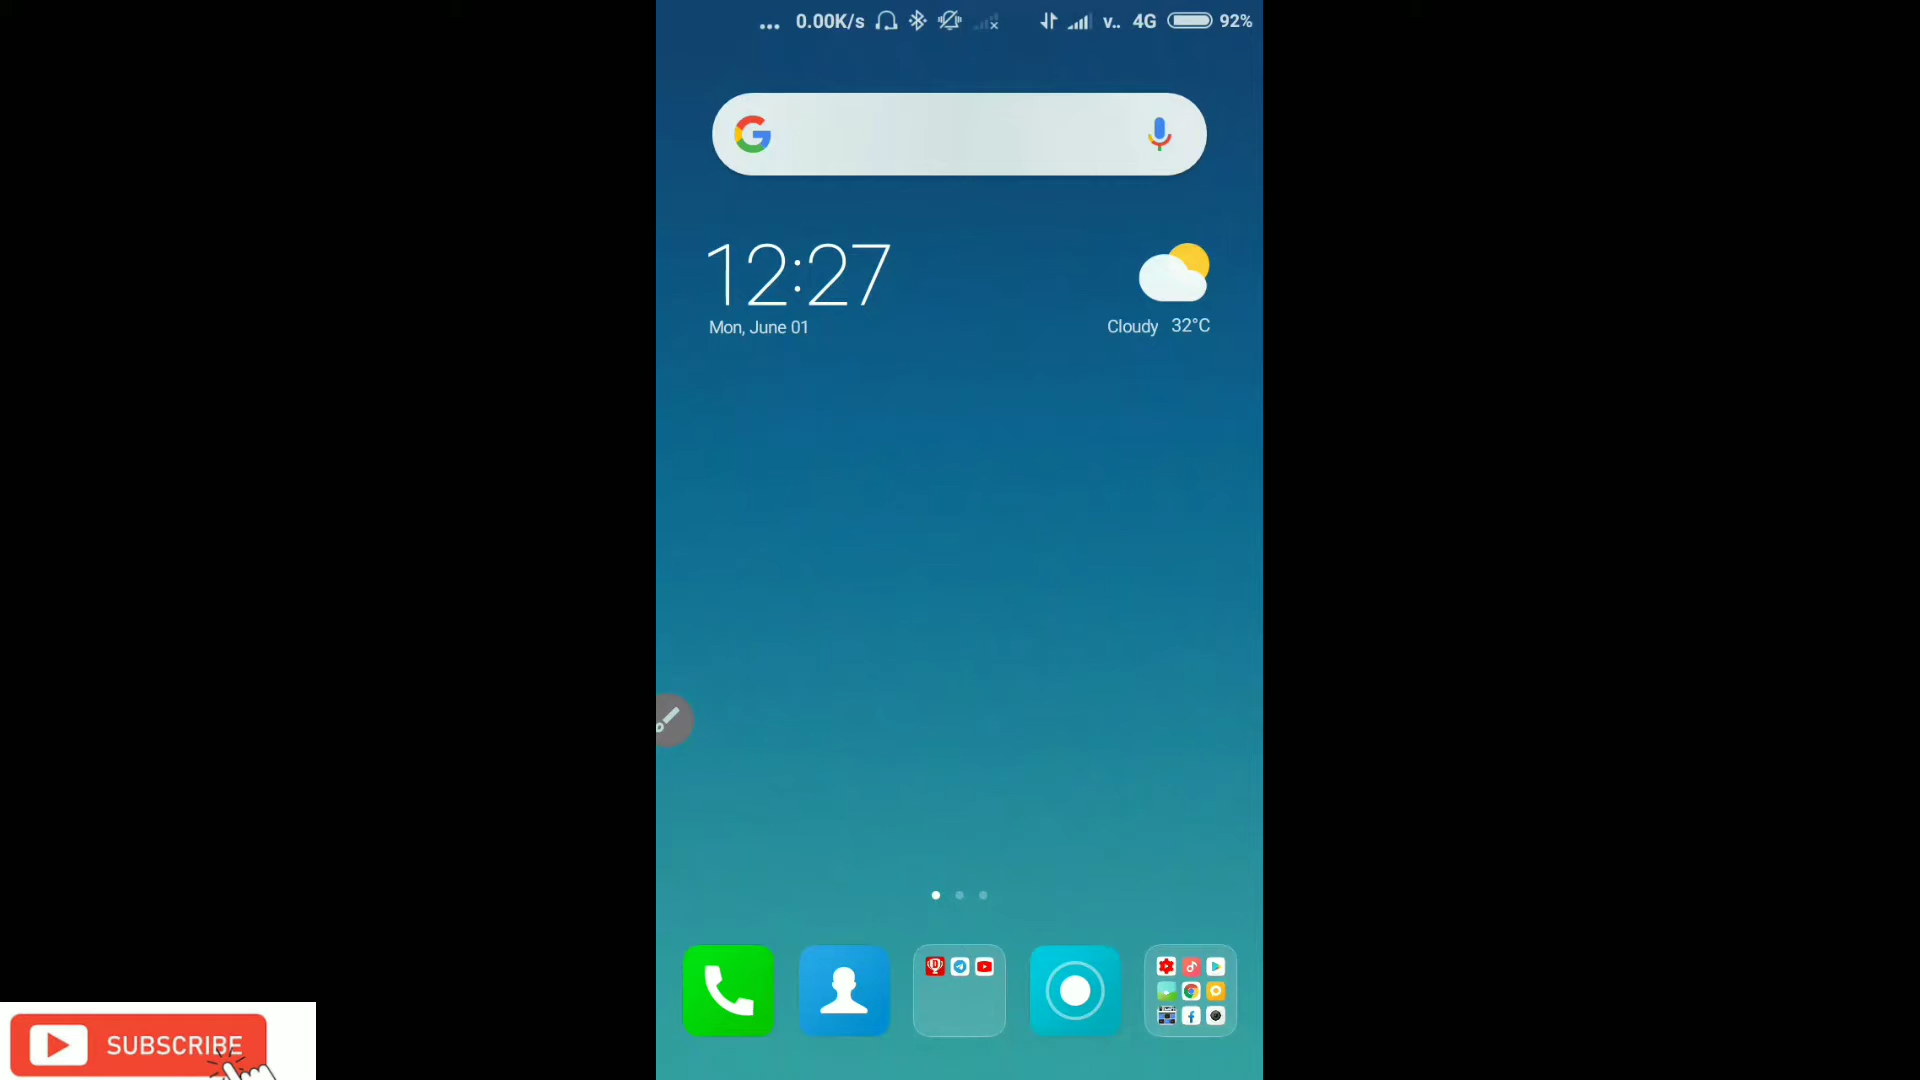 ... 0.00K/s v.. 4G 92%
12:27
Mon, June 01
Cloudy 32°C
SUBSCRIBE